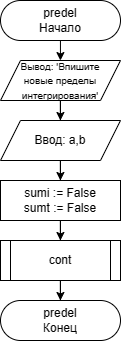 predel
Начало
Вывод: 'Впишите
новые пределы
интегрирования'
Ввод: a,b
sumi := False
sumt := False
cont
predel
Конец